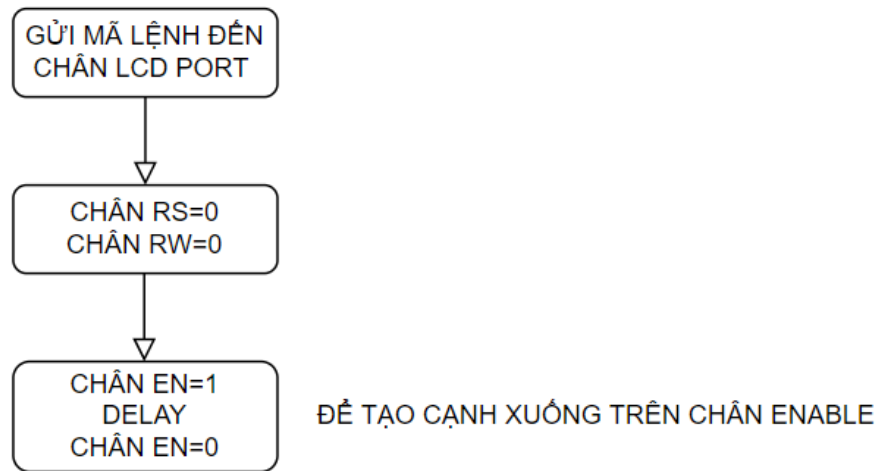 GỬI MÃ LỆNH ĐẾN
CHÂN LCD PORT
CHÂN RS=0
CHÂN RW=0
CHÂN EN=1
DELAY
CHÂN EN=0
ĐỂ TẠO CẠNH XUỐNG TRÊN CHÂN ENABLE